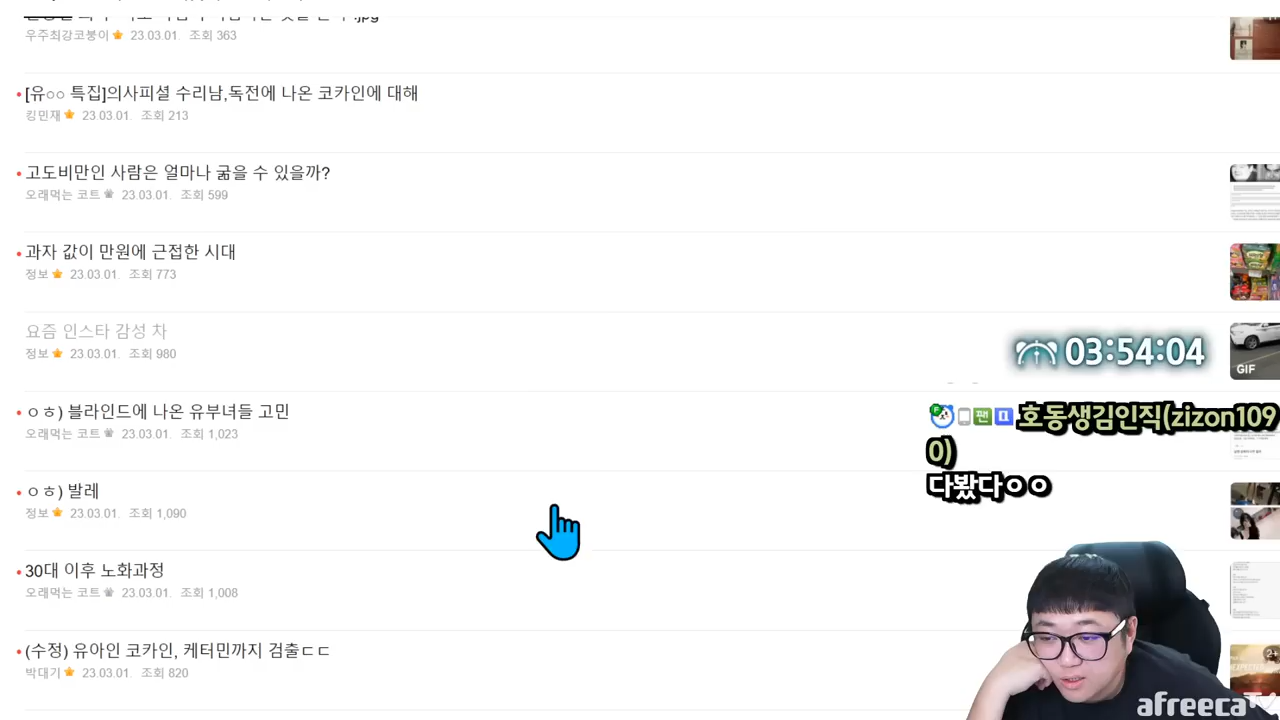 우주최강코붕이 23.03.01. 조회 363
[유○○ 특집]의사피셜 수리남,독전에 나온 코카인에 대해
킹민재 23.03.01. 조회 213
고도비만인 사람은 얼마나 굶을 수 있을까?
오래먹는 코트 23.03.01. 조회 599
과자 값이 만원에 근접한 시대
정보 23.03.01. 조회 773
요즘 인스타 감성 차
정보 23.03.01. 조회 980
03:54:04
GIF
ㅇㅎ) 블라인드에 나온 유부녀들 고민
오래먹는 코트 23.03.01. 조회 1,023
호동생김인직(zizon109
0)
다봤다ㅇㅇ
ㅇㅎ) 발레
정보 23.03.01. 조회 1,090
30대 이후 노화과정
오래먹는 코트 23.03.01. 조회 1,008
(수정) 유아인 코카인, 케터민까지 검출ㄷㄷ
박대기 23.03.01. 조회 820
2+
afreecaTV